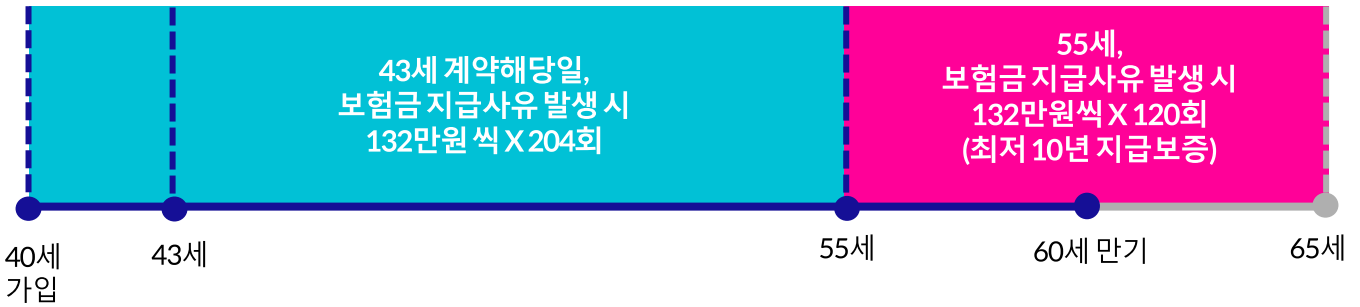 43세 계약해당일,
보험금 지급사유 발생 시
132만원 씩 X 204회
55세,
보험금 지급사유 발생 시
132만원씩 X 120회
(최저 10년 지급보증)
40세
가입
43세
55세
60세 만기
65세